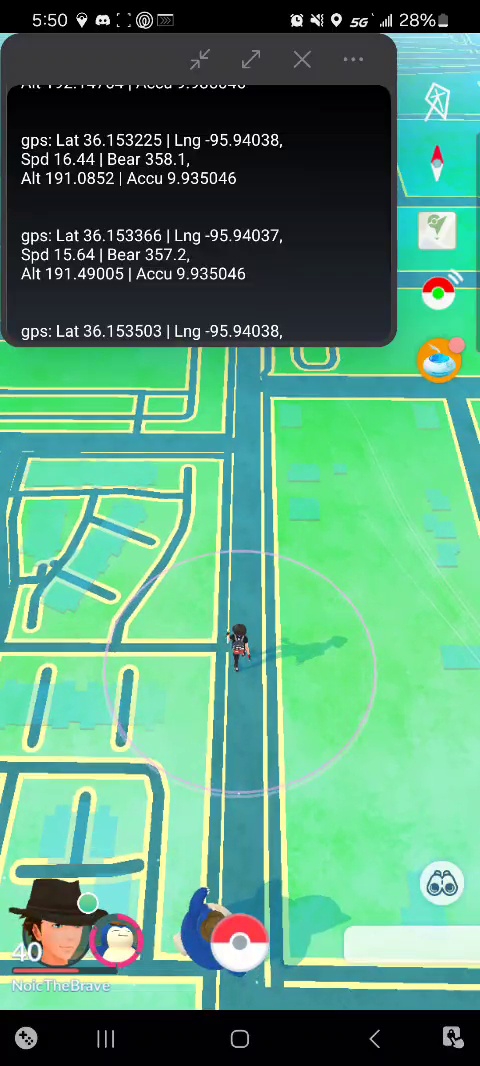 5:50
5G
28%
Alt 192.14764 | Accu 9.935046
gps: Lat 36.153225 | Lng -95.94038,
Spd 16.44 | Bear 358.1,
Alt 191.0852 | Accu 9.935046
gps: Lat 36.153366 | Lng -95.94037,
Spd 15.64 | Bear 357.2,
Alt 191.49005 | Accu 9.935046
gps: Lat 36.153503 | Lng -95.94038,
40
NoicTheBrave